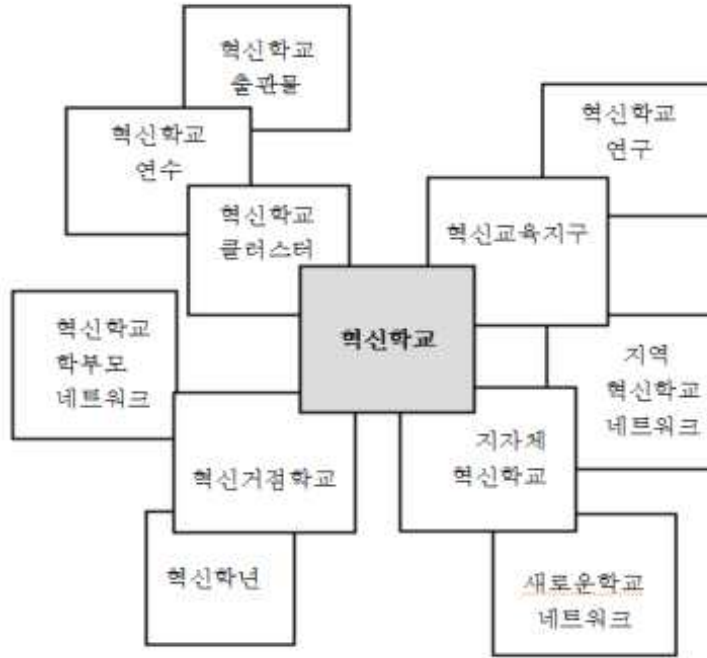 혁신학교
출판물
혁신학교
연수
혁신학교
연구
혁신학교
클러스터
혁신교육지구
혁신학교
혁신학교
학부모
네트워크
지역
혁신학교
네트워크
혁신거점학교
지자체
혁신학교
혁신학년
새로운학교
네트워크